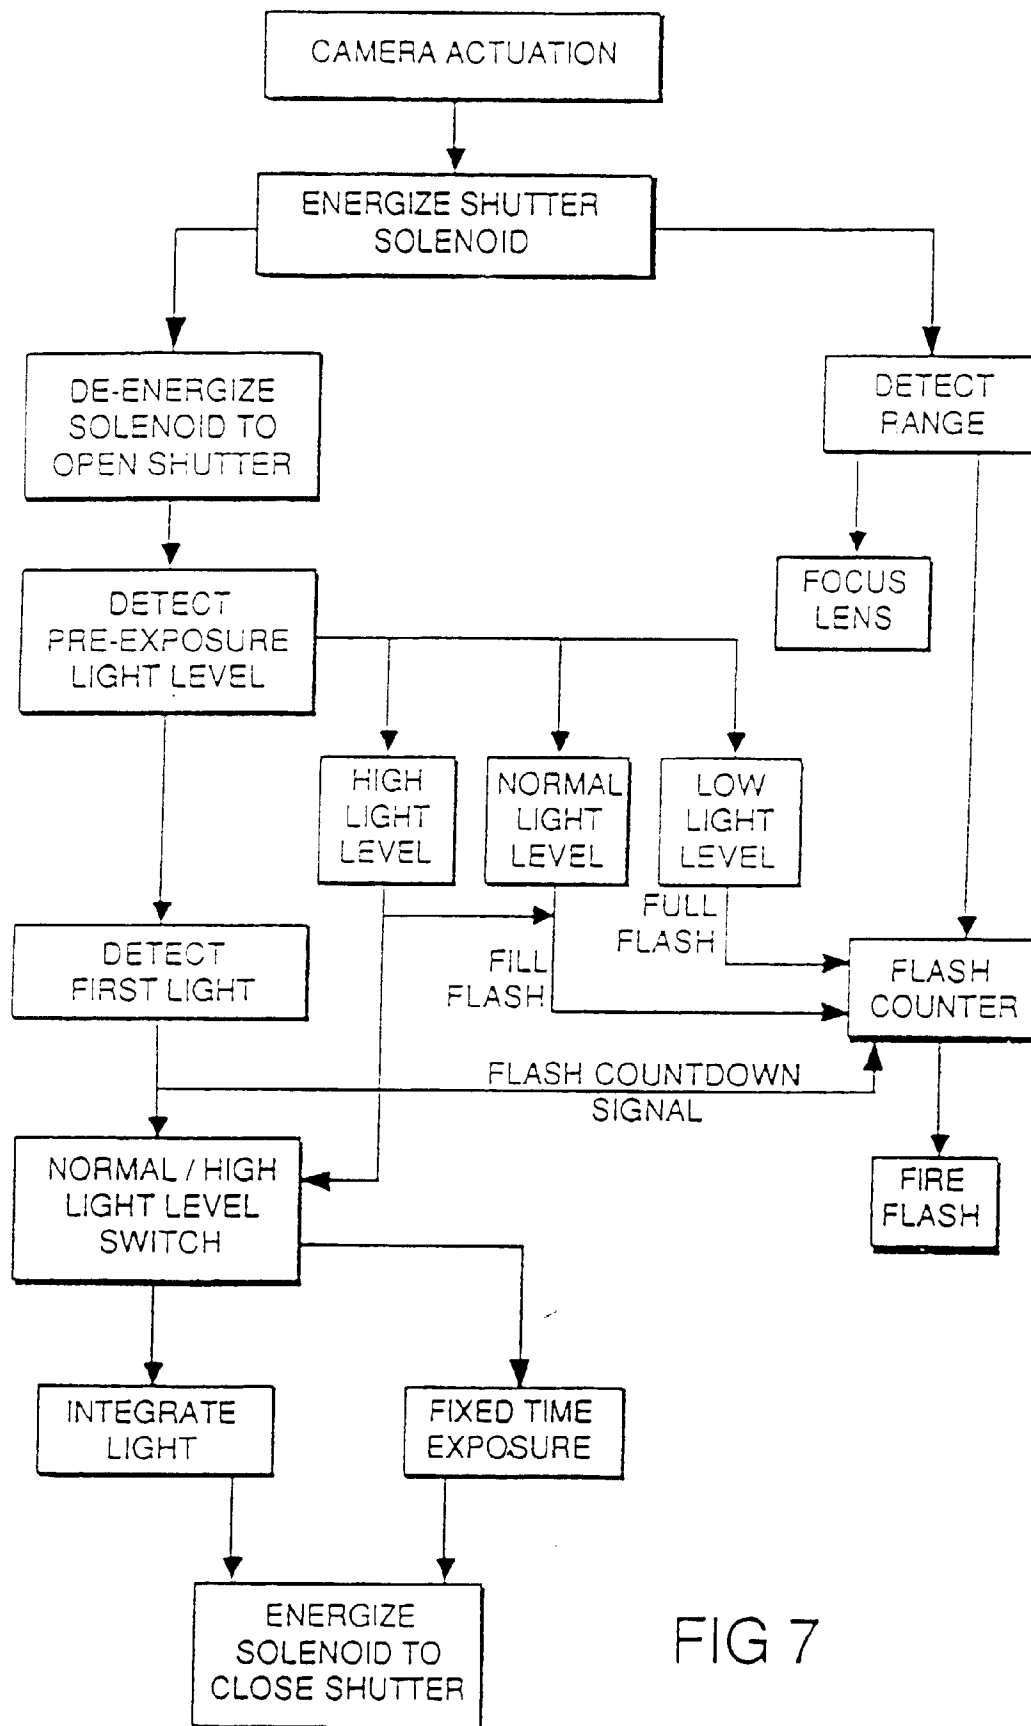 CAMERA ACTUATION
ENERGIZE SHUTTER
SOLENOID
DE-ENERGIZE
SOLENOID TO
OPEN SHUTTER
DETECT
RANGE
FOCUS
LENS
DETECT
PRE-EXPOSURE
LIGHT LEVEL
HIGH
LIGHT
LEVEL
NORMAL
LIGHT
LEVEL
LOW
LIGHT
LEVEL
FULL
FLASH
FILL
FLASH
DETECT
FIRST LIGHT
FLASH
COUNTER
FLASH COUNTDOWN
SIGNAL
NORMAL / HIGH
LIGHT LEVEL
SWITCH
FIRE
FLASH
INTEGRATE
LIGHT
FIXED TIME
EXPOSURE
ENERGIZE
SOLENOID TO
CLOSE SHUTTER
FIG 7